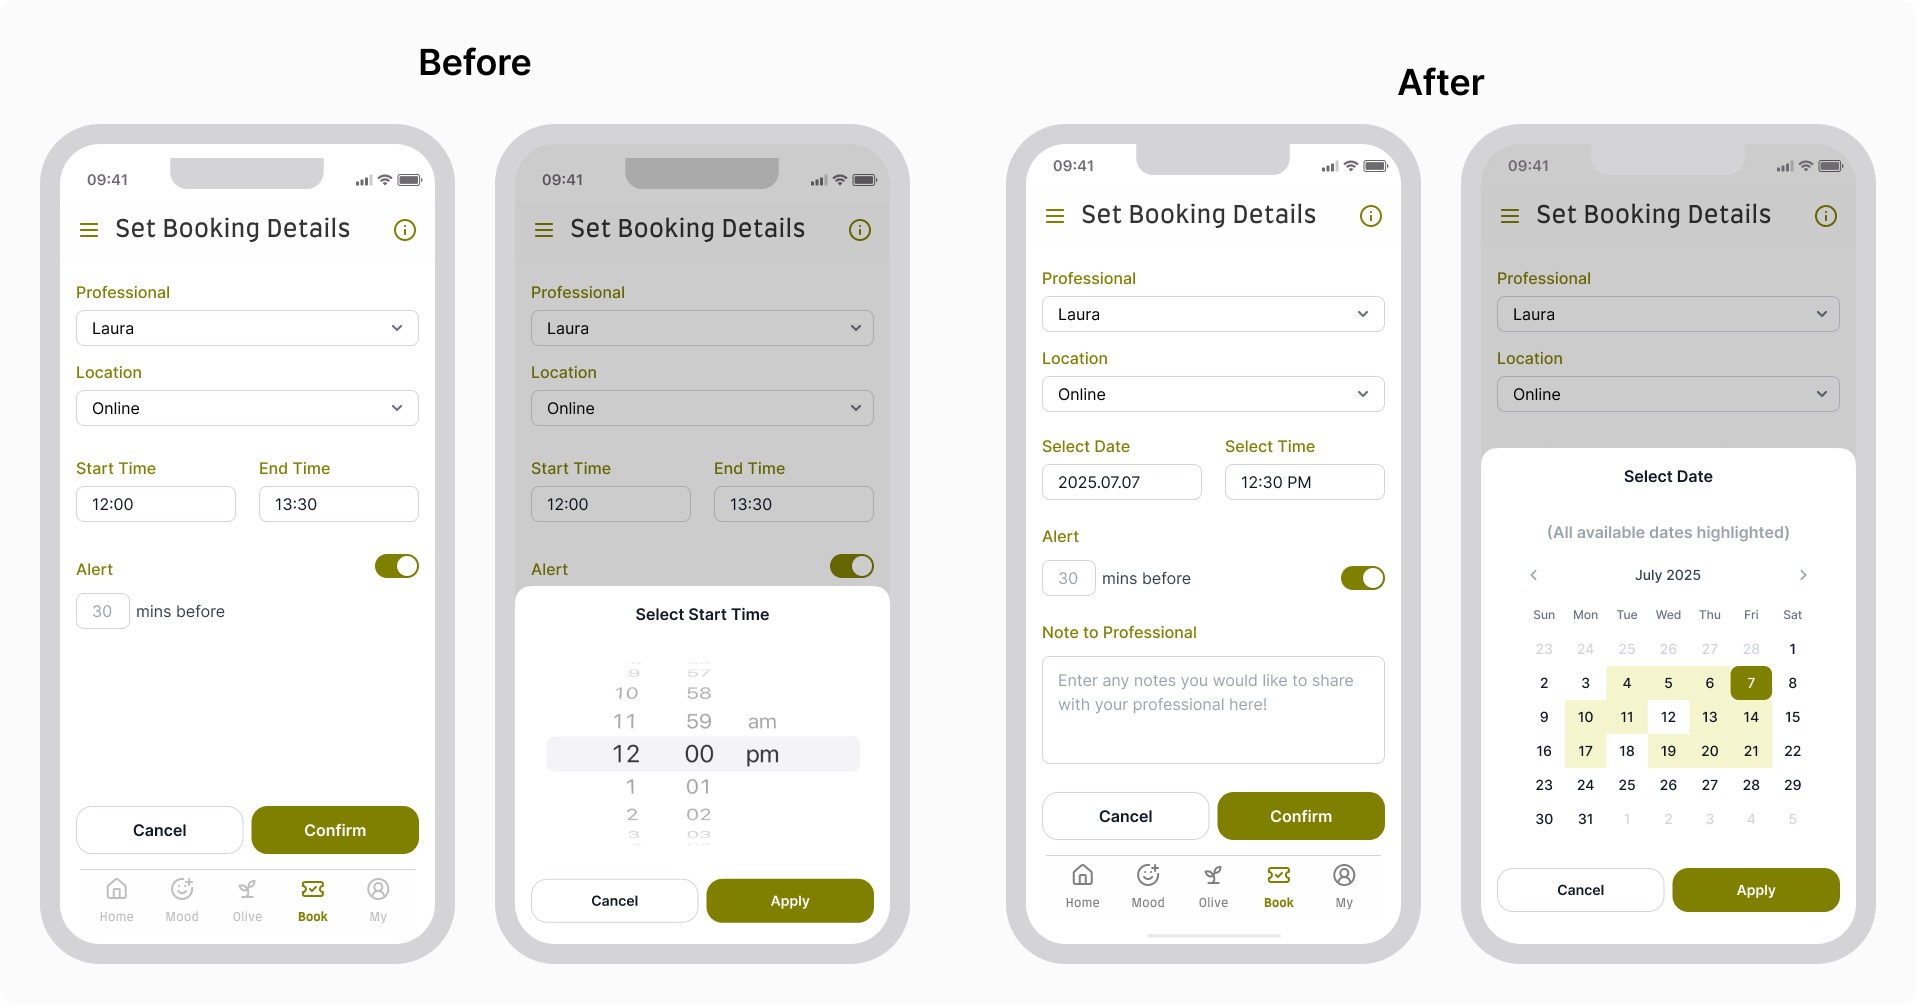 Before
After
09:41
Set Booking Details
Professional
Laura
Location
Online
Start Time End Time
12:00 13:30
Alert
30 mins before
Cancel Confirm
Home Mood Olive Book My
09:41
Set Booking Details
Professional
Laura
Location
Online
Start Time End Time
12:00 13:30
Alert
Select Start Time
9 57
10 58
11 59 am
12 00 pm
1 01
2 02
3 03
Cancel Apply
09:41
Set Booking Details
Professional
Laura
Location
Online
Select Date Select Time
2025.07.07 12:30 PM
Alert
30 mins before
Note to Professional
Enter any notes you would like to share
with your professional here!
Cancel Confirm
Home Mood Olive Book My
09:41
Set Booking Details
Professional
Laura
Location
Online
Select Date
(All available dates highlighted)
July 2025
Sun Mon Tue Wed Thu Fri Sat
23 24 25 26 27 28 1
2 3 4 5 6 7 8
9 10 11 12 13 14 15
16 17 18 19 20 21 22
23 24 25 26 27 28 29
30 31 1 2 3 4 5
Cancel Apply